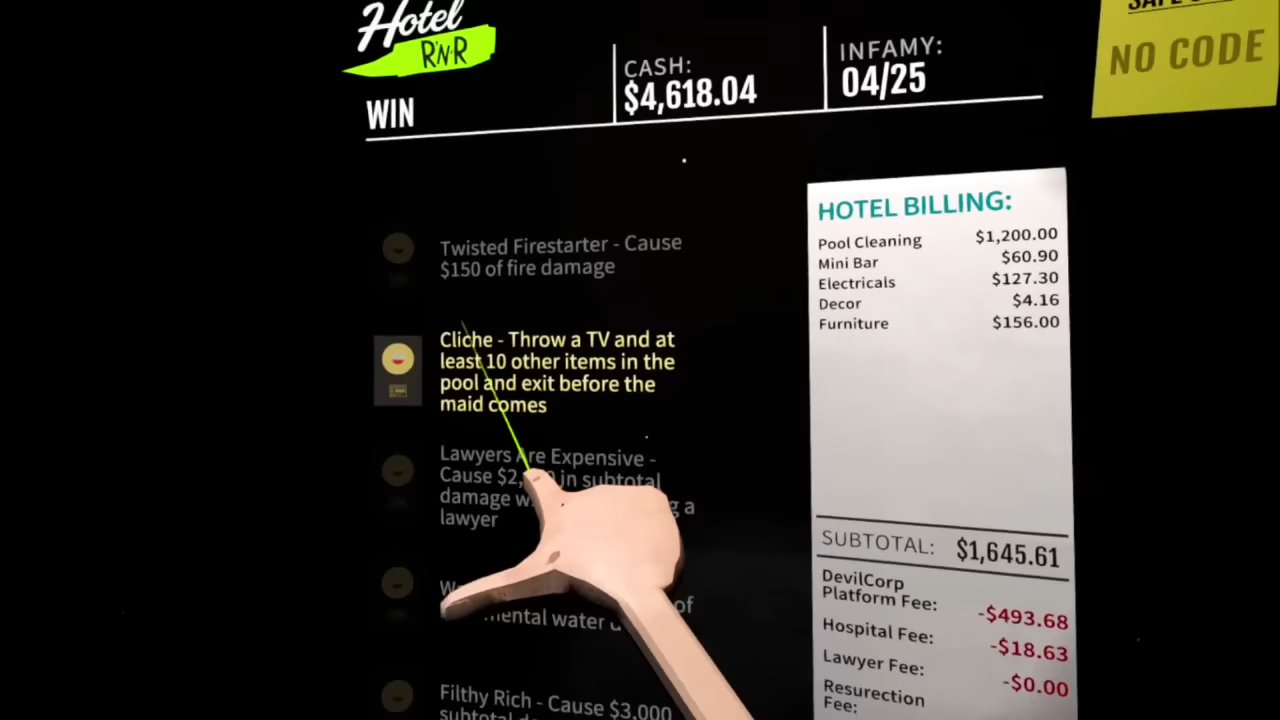 Hotel
R'N'R
WIN
CASH:
$4,618.04
INFAMY:
04/25
NO CODE
Twisted Firestarter - Cause
$150 of fire damage
Cliche - Throw a TV and at
least 10 other items in the
pool and exit before the
maid comes
Lawyers Are Expensive -
Cause in subtotal
damage a
lawyer
of
water
Filthy Rich - Cause $3,000
subtotal
HOTEL BILLING:
Pool Cleaning $1,200.00
Mini Bar $60.90
Electricals $127.30
Decor $4.16
Furniture $156.00
SUBTOTAL: $1,645.61
DevilCorp
Platform Fee: -$493.68
Hospital Fee: -$18.63
Lawyer Fee: -$0.00
Resurection
Fee: